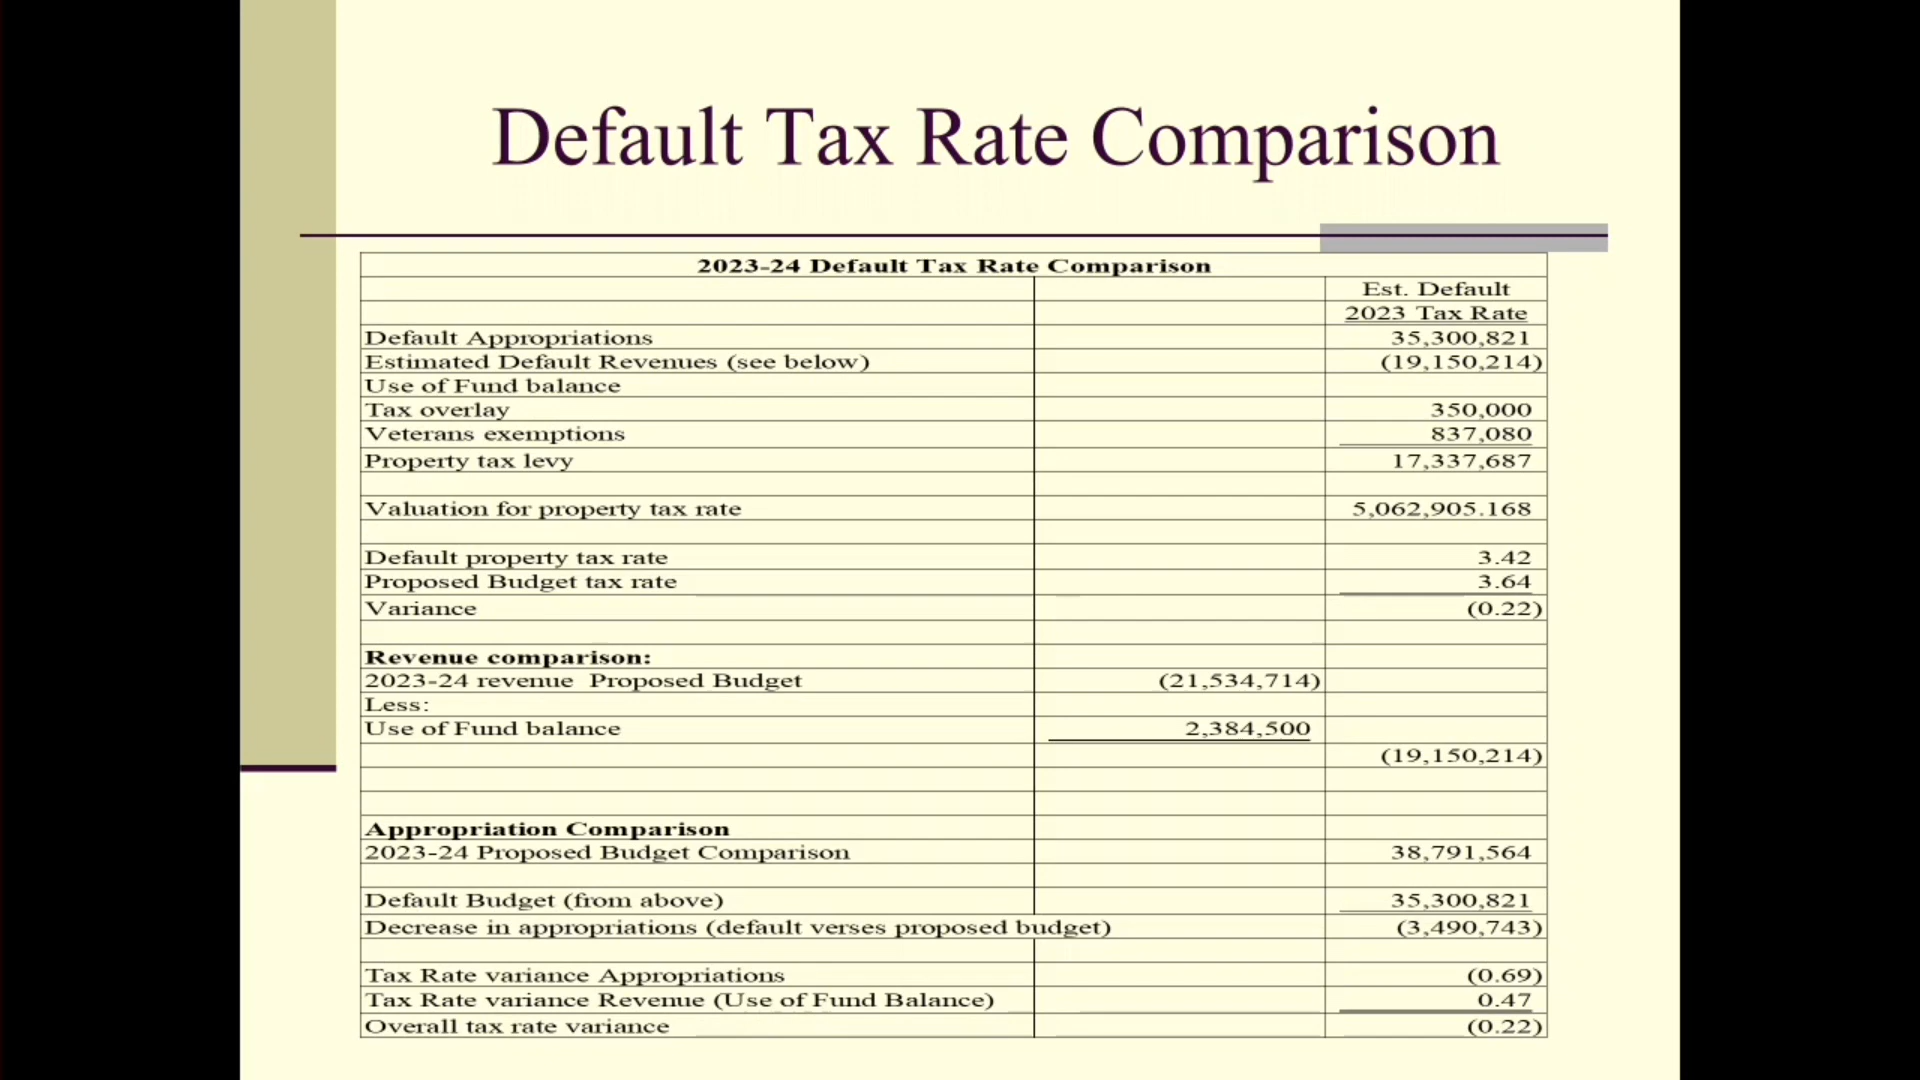 Default Tax Rate Comparison
2023-24 Default Tax Rate Comparison
Est. Default
2023 Tax Rate
Default Appropriations 35,300,821
Estimated Default Revenues (see below) (19,150,214)
Use of Fund balance
Tax overlay 350,000
Veterans exemptions 837,080
Property tax levy 17,337,687
Valuation for property tax rate 5,062,905.168
Default property tax rate 3.42
Proposed Budget tax rate 3.64
Variance (0.22)
Revenue comparison:
2023-24 revenue Proposed Budget (21,534,714)
Less:
Use of Fund balance 2,384,500
(19,150,214)
Appropriation Comparison
2023-24 Proposed Budget Comparison 38,791,564
Default Budget (from above) 35,300,821
Decrease in appropriations (default verses proposed budget) (3,490,743)
Tax Rate variance Appropriations (0.69)
Tax Rate variance Revenue (Use of Fund Balance) 0.47
Overall tax rate variance (0.22)